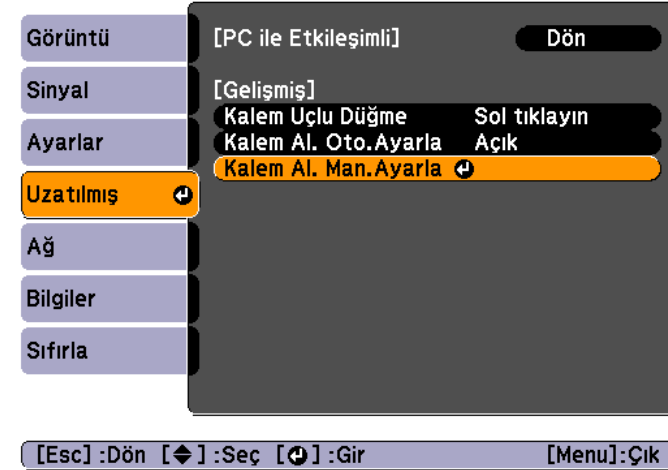 Görüntü
Sinyal
Ayarlar
Uzatılmış
Ağ
Bilgiler
Sıfırla
[PC ile Etkileşimli] Dön
[Gelişmiş]
Kalem Uçlu Düğme Sol tıklayın
Kalem Al. Oto.Ayarla Açık
Kalem Al. Man.Ayarla
[Esc] :Dön [◆] :Seç [⏎] :Gir [Menu]:Çık